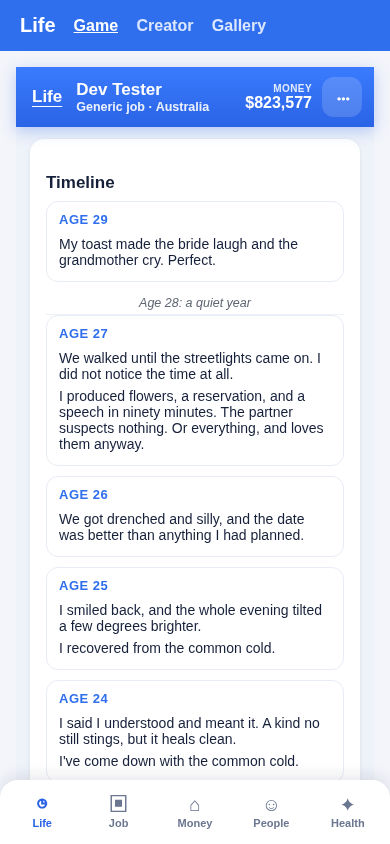 Life Game Creator Gallery
Life
Dev Tester
Generic job · Australia
MONEY
$823,577
•••
Timeline
AGE 29
My toast made the bride laugh and the
grandmother cry. Perfect.
Age 28: a quiet year
AGE 27
We walked until the streetlights came on. I
did not notice the time at all.
I produced flowers, a reservation, and a
speech in ninety minutes. The partner
suspects nothing. Or everything, and loves
them anyway.
AGE 26
We got drenched and silly, and the date
was better than anything I had planned.
AGE 25
I smiled back, and the whole evening tilted
a few degrees brighter.
I recovered from the common cold.
AGE 24
I said I understood and meant it. A kind no
still stings, but it heals clean.
I've come down with the common cold.
Life Job Money People Health